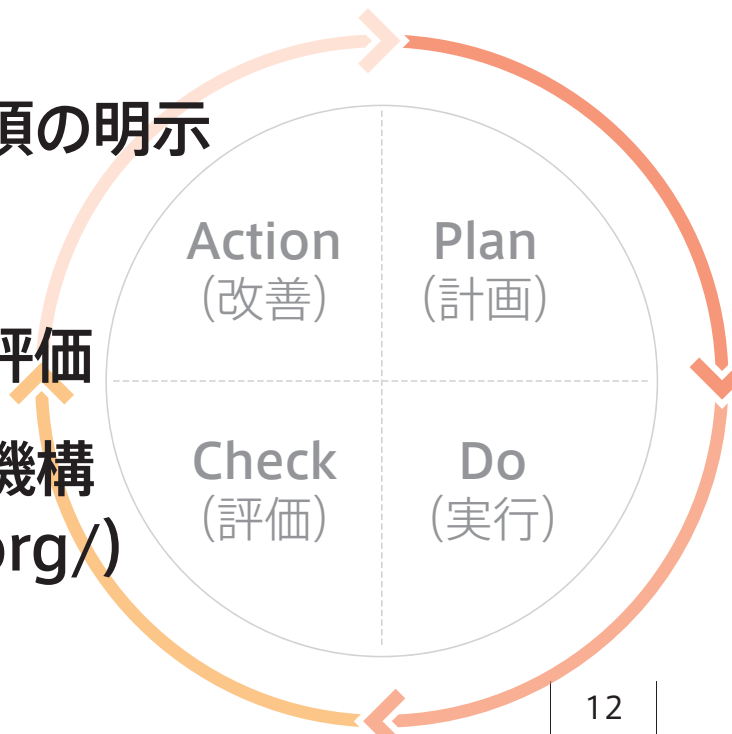 項の明示
Action
(改善)
Plan
(計画)
評価
機構
org/)
Check
(評価)
Do
(実行)
12